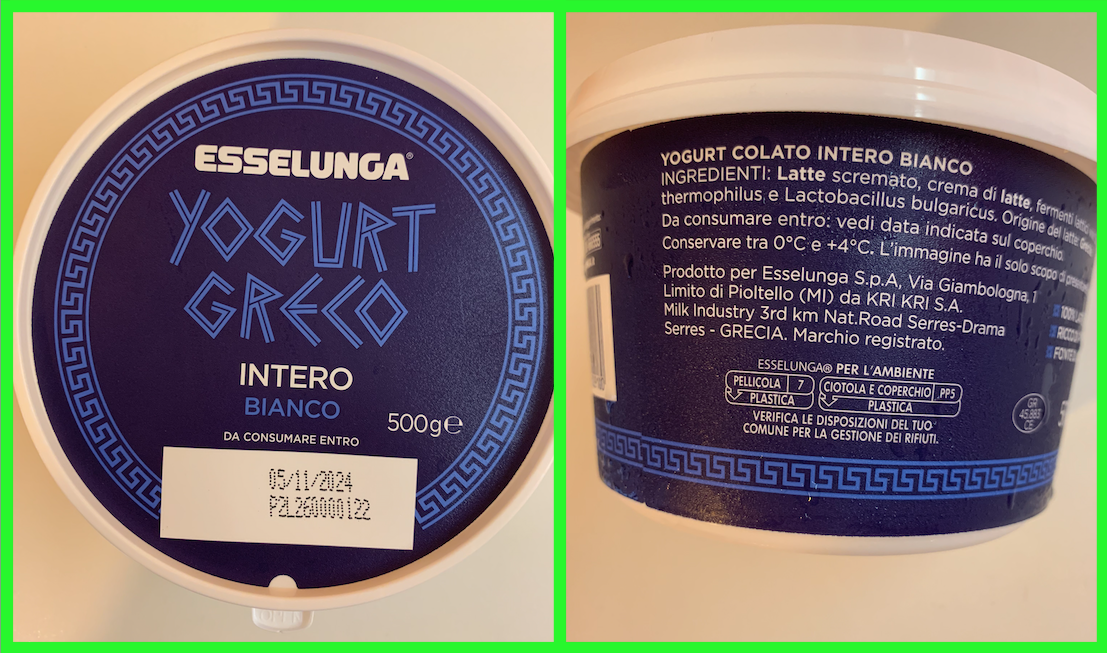 ESSELUNGA®
YOGURT
GRECO
INTERO
BIANCO
500g℮
DA CONSUMARE ENTRO
05/11/2024
P2L260000122
YOGURT COLATO INTERO BIANCO
INGREDIENTI: Latte scremato, crema di latte, fermenti
thermophilus e Lactobacillus bulgaricus. Origine del latte:
Da consumare entro: vedi data indicata sul coperchio.
Conservare tra 0°C e +4°C. L'immagine ha il solo scopo di
Prodotto per Esselunga S.p.A, Via Giambologna, 1
Limito di Pioltello (MI) da KRI KRI S.A.
Milk Industry 3rd km Nat.Road Serres-Drama
Serres - GRECIA. Marchio registrato.
100%
ESSELUNGA® PER L'AMBIENTE
PELLICOLA 7
PLASTICA
CIOTOLA E COPERCHIO PP5
PLASTICA
VERIFICA LE DISPOSIZIONI DEL TUO
COMUNE PER LA GESTIONE DEI RIFIUTI.
GR
45.883
CE
5